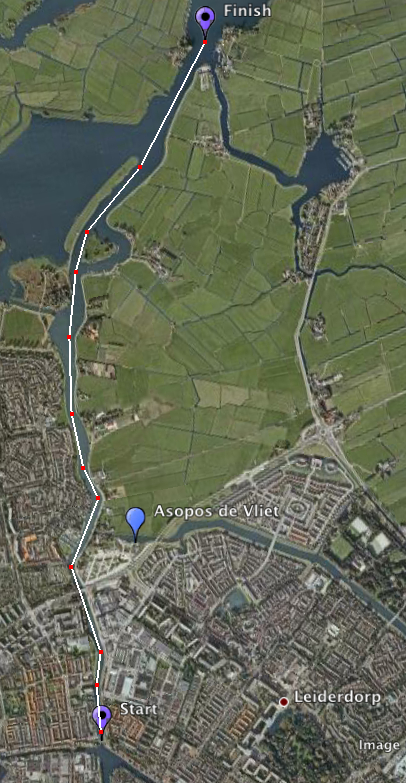 Finish
Asopos de Vliet
Leiderdorp
Start
Image